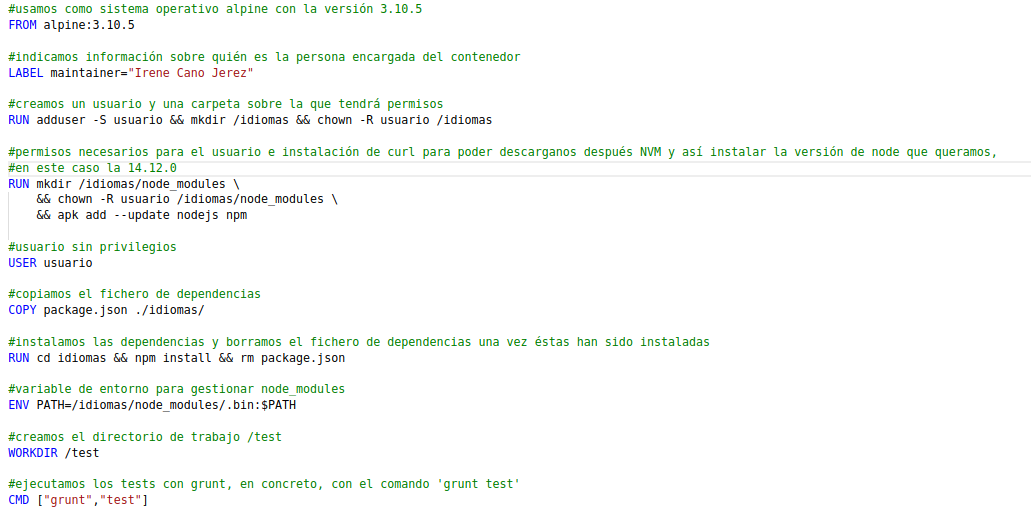 #usamos como sistema operativo alpine con la versión 3.10.5
FROM alpine:3.10.5
#indicamos información sobre quién es la persona encargada del contenedor
LABEL maintainer="Irene Cano Jerez"
#creamos un usuario y una carpeta sobre la que tendrá permisos
RUN adduser -S usuario && mkdir /idiomas && chown -R usuario /idiomas
#permisos necesarios para el usuario e instalación de curl para poder descarganos después NVM y así instalar la versión de node que queramos,
#en este caso la 14.12.0
RUN mkdir /idiomas/node_modules \
    && chown -R usuario /idiomas/node_modules \
    && apk add --update nodejs npm
#usuario sin privilegios
USER usuario
#copiamos el fichero de dependencias
COPY package.json ./idiomas/
#instalamos las dependencias y borramos el fichero de dependencias una vez éstas han sido instaladas
RUN cd idiomas && npm install && rm package.json
#variable de entorno para gestionar node_modules
ENV PATH=/idiomas/node_modules/.bin:$PATH
#creamos el directorio de trabajo /test
WORKDIR /test
#ejecutamos los tests con grunt, en concreto, con el comando 'grunt test'
CMD ["grunt","test"]